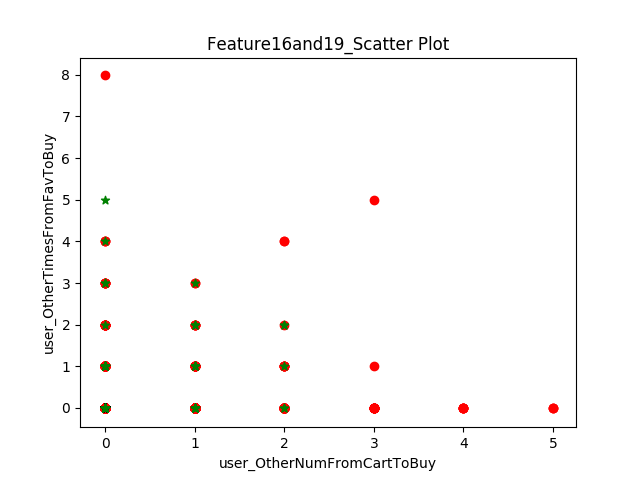 Feature16and19_Scatter Plot
8
7
6
5
4
3
2
1
0
user_OtherTimesFromFavToBuy
0 1 2 3 4 5
user_OtherNumFromCartToBuy